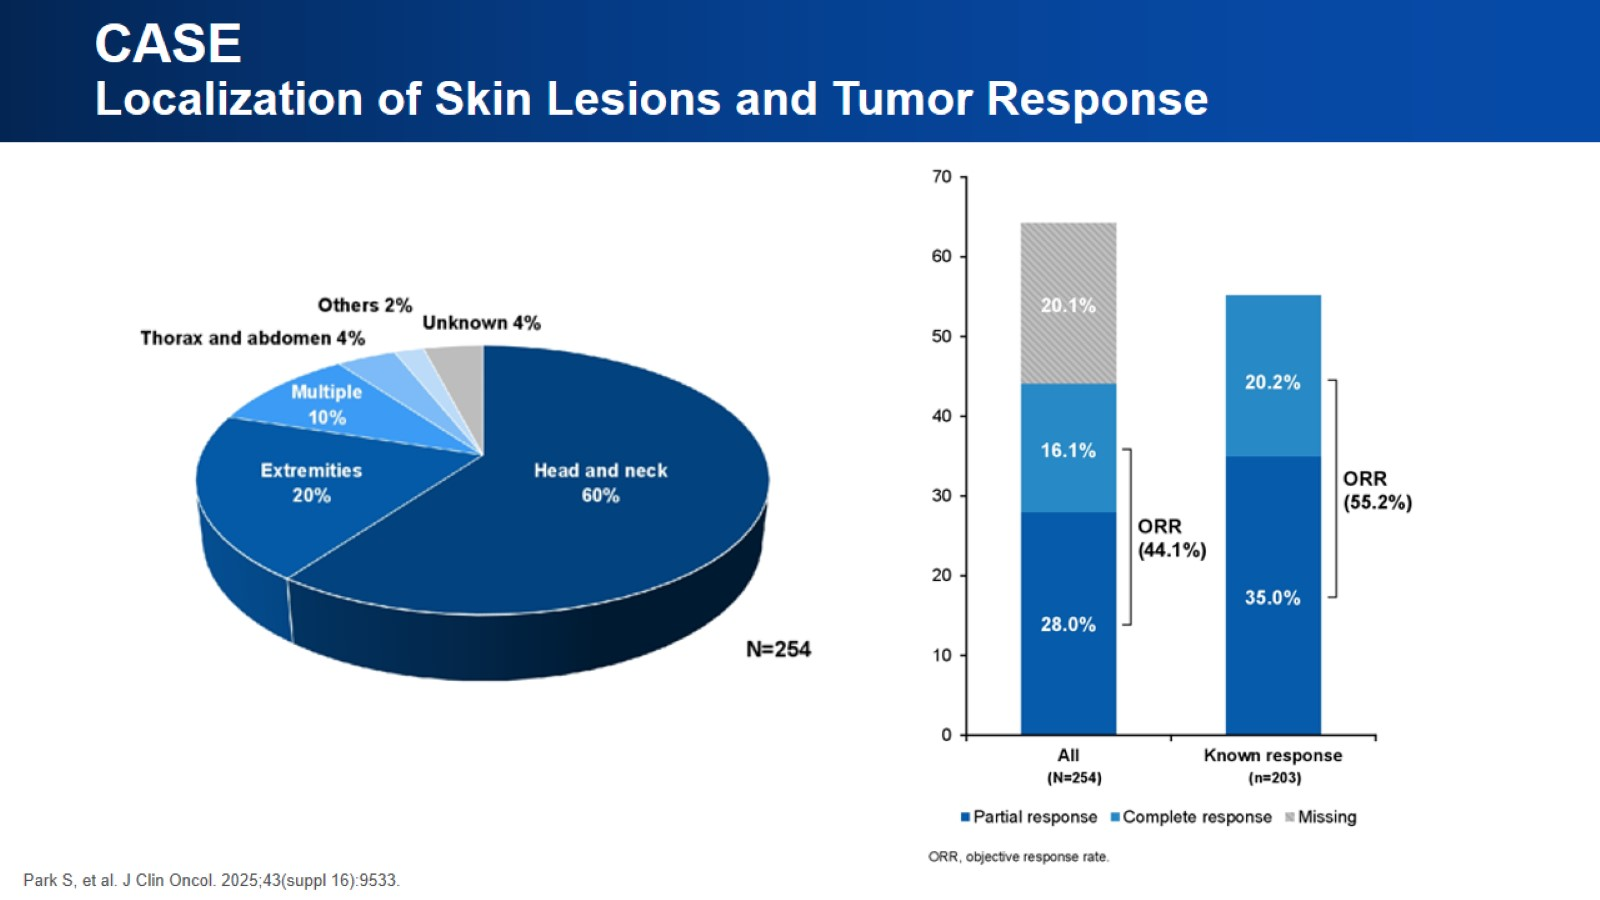 CASE
Localization of Skin Lesions and Tumor Response
Others 2%
Unknown 4%
Thorax and abdomen 4%
Multiple
10%
Extremities
20%
Head and neck
60%
N=254
70
60
50
40
30
20
10
0
20.1%
16.1%
28.0%
ORR
(44.1%)
20.2%
35.0%
ORR
(55.2%)
All
(N=254)
Known response
(n=203)
Partial response Complete response Missing
ORR, objective response rate.
Park S, et al. J Clin Oncol. 2025;43(suppl 16):9533.